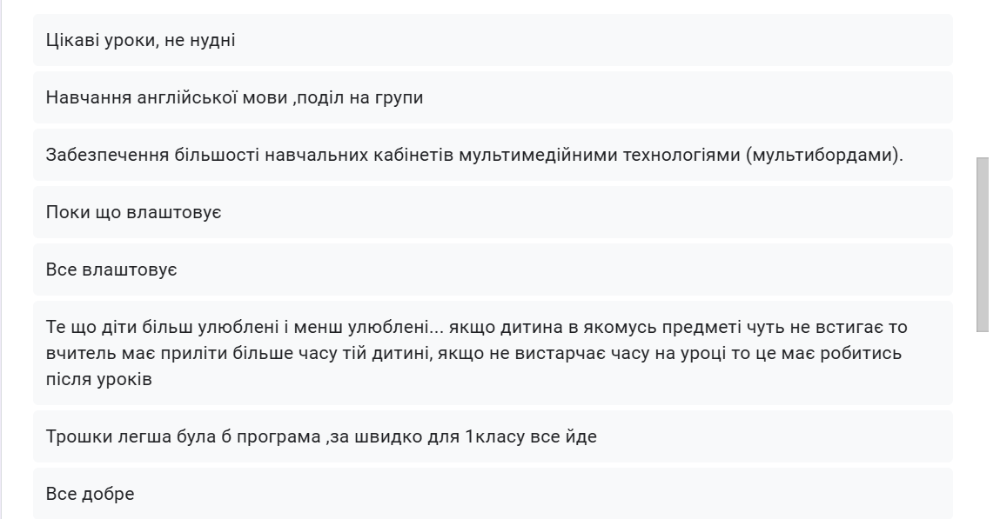 Цікаві уроки, не нудні
Навчання англійської мови ,поділ на групи
Забезпечення більшості навчальних кабінетів мультимедійними технологіями (мультибордами).
Поки що влаштовує
Все влаштовує
Те що діти більш улюблені і менш улюблені... якщо дитина в якомусь предметі чуть не встигає то
вчитель має приліти більше часу тій дитині, якщо не вистарчає часу на уроці то це має робитись
після уроків
Трошки легша була б програма ,за швидко для 1класу все йде
Все добре